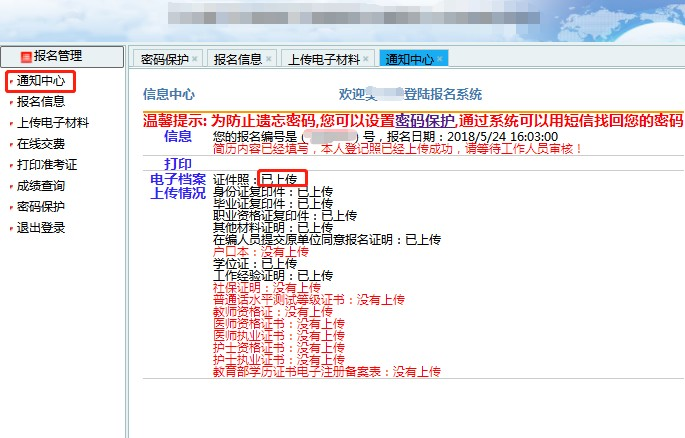 报名管理
通知中心
报名信息
上传电子材料
在线交费
打印准考证
成绩查询
密码保护
退出登录
密码保护× 报名信息× 上传电子材料× 通知中心×
信息中心 欢迎 登陆报名系统
温馨提示: 为防止遗忘密码,您可以设置密码保护,通过系统可以用短信找回您的密码
信息 您的报名编号是 ( ) 号，报名日期：2018/5/24 16:03:00
简历内容已经填写，本人登记照已经上传成功，请等待工作人员审核！
打印
电子档案 证件照：已上传
上传情况 身份证复印件：已上传
毕业证复印件：已上传
职业资格证复印件：已上传
其他材料证明：已上传
在编人员提交原单位同意报名证明：已上传
户口本：没有上传
学位证：已上传
工作经验证明：已上传
社保证明：没有上传
普通话水平测试等级证书：没有上传
教师资格证：没有上传
医师资格证书：没有上传
医师执业证书：没有上传
护士资格证书：没有上传
护士执业证书：没有上传
教育部学历证书电子注册备案表：没有上传